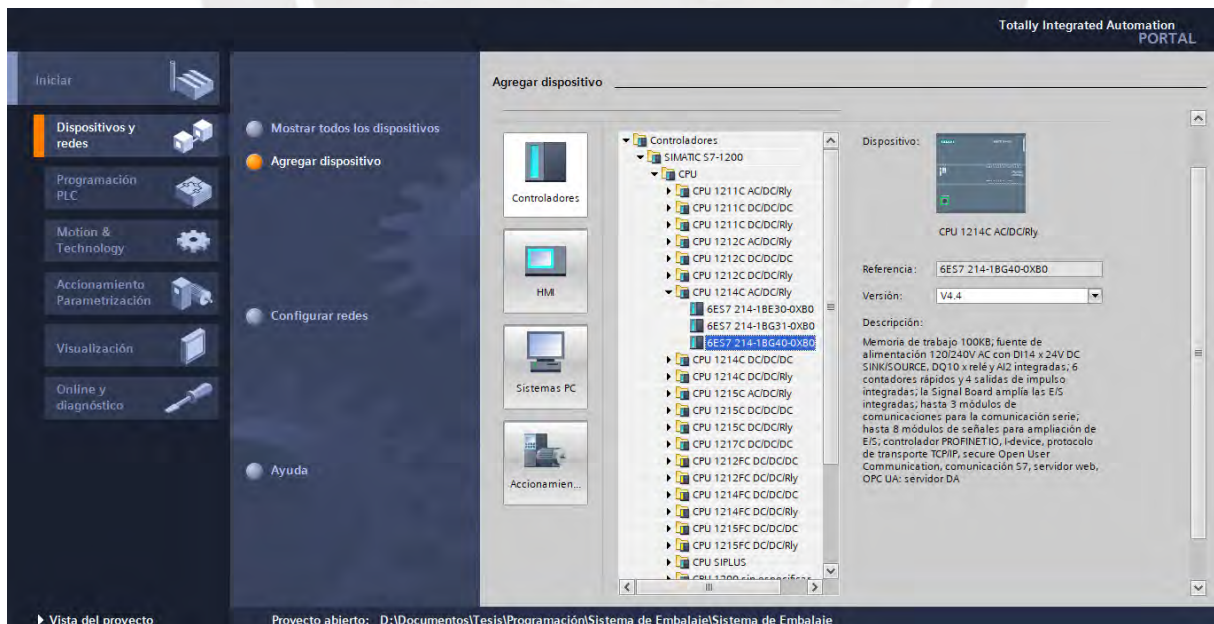 Totally Integrated Automation
PORTAL
Iniciar
Dispositivos y
redes
Programación
PLC
Motion &
Technology
Accionamiento
Parametrización
Visualización
Online y
diagnóstico
Mostrar todos los dispositivos
Agregar dispositivo
Configurar redes
Ayuda
Agregar dispositivo
Controladores
HMI
Sistemas PC
Accionamien...
Controladores
SIMATIC S7-1200
CPU
CPU 1211C AC/DC/Rly
CPU 1211C DC/DC/DC
CPU 1211C DC/DC/Rly
CPU 1212C AC/DC/Rly
CPU 1212C DC/DC/DC
CPU 1212C DC/DC/Rly
CPU 1214C AC/DC/Rly
6ES7 214-1BE30-0XB0
6ES7 214-1BG31-0XB0
6ES7 214-1BG40-0XB0
CPU 1214C DC/DC/DC
CPU 1214C DC/DC/Rly
CPU 1215C AC/DC/Rly
CPU 1215C DC/DC/DC
CPU 1215C DC/DC/Rly
CPU 1217C DC/DC/DC
CPU 1212FC DC/DC/DC
CPU 1212FC DC/DC/Rly
CPU 1214FC DC/DC/DC
CPU 1214FC DC/DC/Rly
CPU 1215FC DC/DC/DC
CPU 1215FC DC/DC/Rly
CPU SIPLUS
CPU 1200 sin especificar
Dispositivo:
CPU 1214C AC/DC/Rly
Referencia: 6ES7 214-1BG40-0XB0
Versión: V4.4
Descripción:
Memoria de trabajo 100KB; fuente de
alimentación 120/240V AC con DI14 x 24V DC
SINK/SOURCE, DQ10 x relé y AI2 integradas; 6
contadores rápidos y 4 salidas de impulso
integradas; la Signal Board amplía las E/S
integradas; hasta 3 módulos de
comunicaciones para la comunicación serie;
hasta 8 módulos de señales para ampliación de
E/S; controlador PROFINET IO, I-device, protocolo
de transporte TCP/IP, secure Open User
Communication, comunicación S7, servidor web,
OPC UA: servidor DA
Vista del proyecto
Proyecto abierto: D:\Documentos\Tesis\Programación\Sistema de Embalaje\Sistema de Embalaje